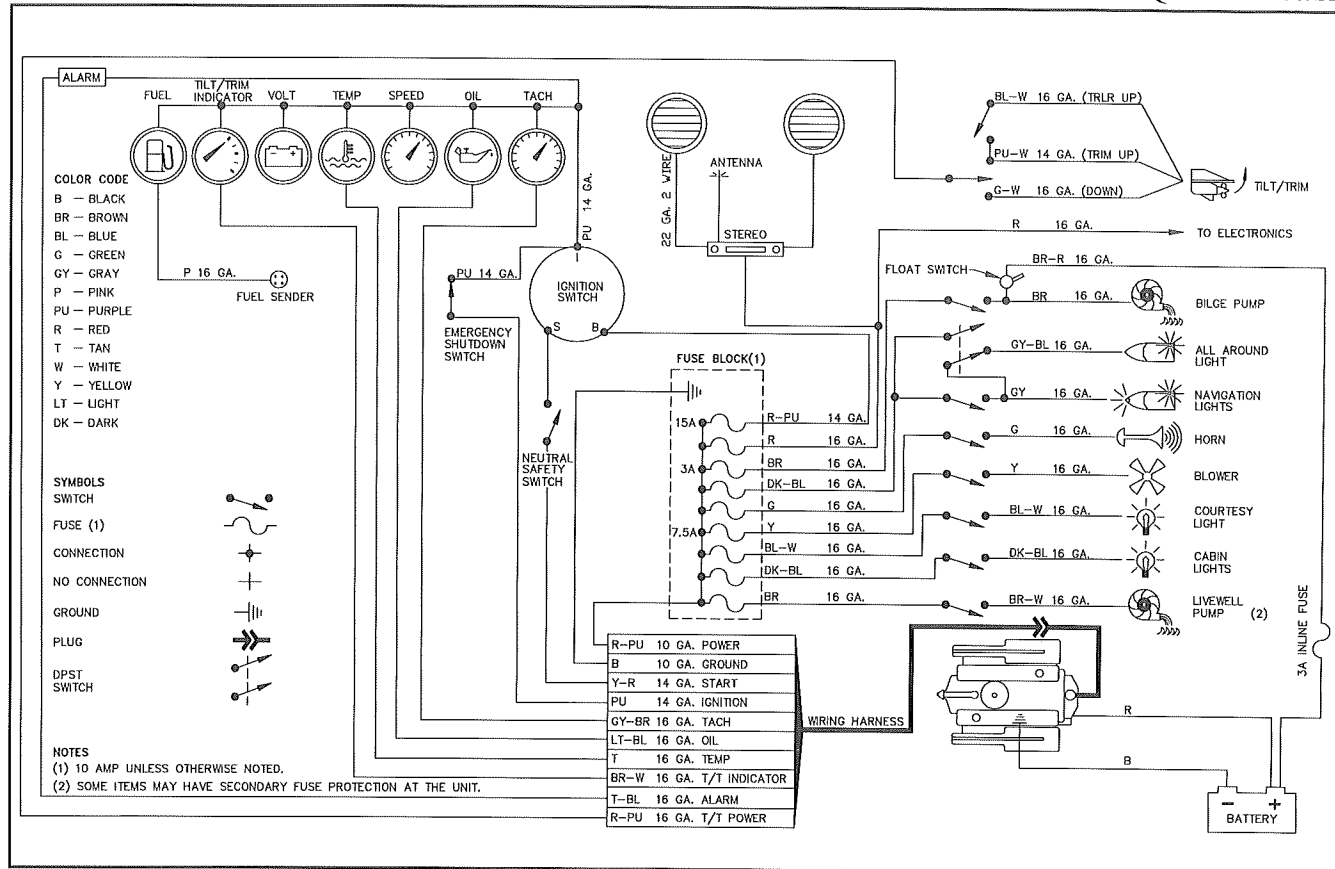 ALARM
FUEL
TILT/TRIM
INDICATOR
VOLT
TEMP
SPEED
OIL
TACH
COLOR CODE
B — BLACK
BR — BROWN
BL — BLUE
G — GREEN
GY — GRAY
P — PINK
PU — PURPLE
R — RED
T — TAN
W — WHITE
Y — YELLOW
LT — LIGHT
DK — DARK
P 16 GA.
FUEL SENDER
SYMBOLS
SWITCH
FUSE (1)
CONNECTION
NO CONNECTION
GROUND
PLUG
DPST
SWITCH
NOTES
(1) 10 AMP UNLESS OTHERWISE NOTED.
(2) SOME ITEMS MAY HAVE SECONDARY FUSE PROTECTION AT THE UNIT.
PU 14 GA.
PU 14 GA.
I
IGNITION
SWITCH
S
B
EMERGENCY
SHUTDOWN
SWITCH
NEUTRAL
SAFETY
SWITCH
22 GA. 2 WIRE
ANTENNA
STEREO
FUSE BLOCK(1)
15A
R-PU 14 GA.
R 16 GA.
3A
BR 16 GA.
DK-BL 16 GA.
G 16 GA.
7.5A
Y 16 GA.
BL-W 16 GA.
DK-BL 16 GA.
BR 16 GA.
R-PU 10 GA. POWER
B 10 GA. GROUND
Y-R 14 GA. START
PU 14 GA. IGNITION
GY-BR 16 GA. TACH
LT-BL 16 GA. OIL
T 16 GA. TEMP
BR-W 16 GA. T/T INDICATOR
T-BL 16 GA. ALARM
R-PU 16 GA. T/T POWER
WIRING HARNESS
BL-W 16 GA. (TRLR UP)
PU-W 14 GA. (TRIM UP)
G-W 16 GA. (DOWN)
TILT/TRIM
R 16 GA.
TO ELECTRONICS
FLOAT SWITCH
BR-R 16 GA.
BR 16 GA.
BILGE PUMP
GY-BL 16 GA.
ALL AROUND
LIGHT
GY 16 GA.
NAVIGATION
LIGHTS
G 16 GA.
HORN
Y 16 GA.
BLOWER
BL-W 16 GA.
COURTESY
LIGHT
DK-BL 16 GA.
CABIN
LIGHTS
BR-W 16 GA.
LIVEWELL
PUMP (2)
3A INLINE FUSE
R
B
- +
BATTERY